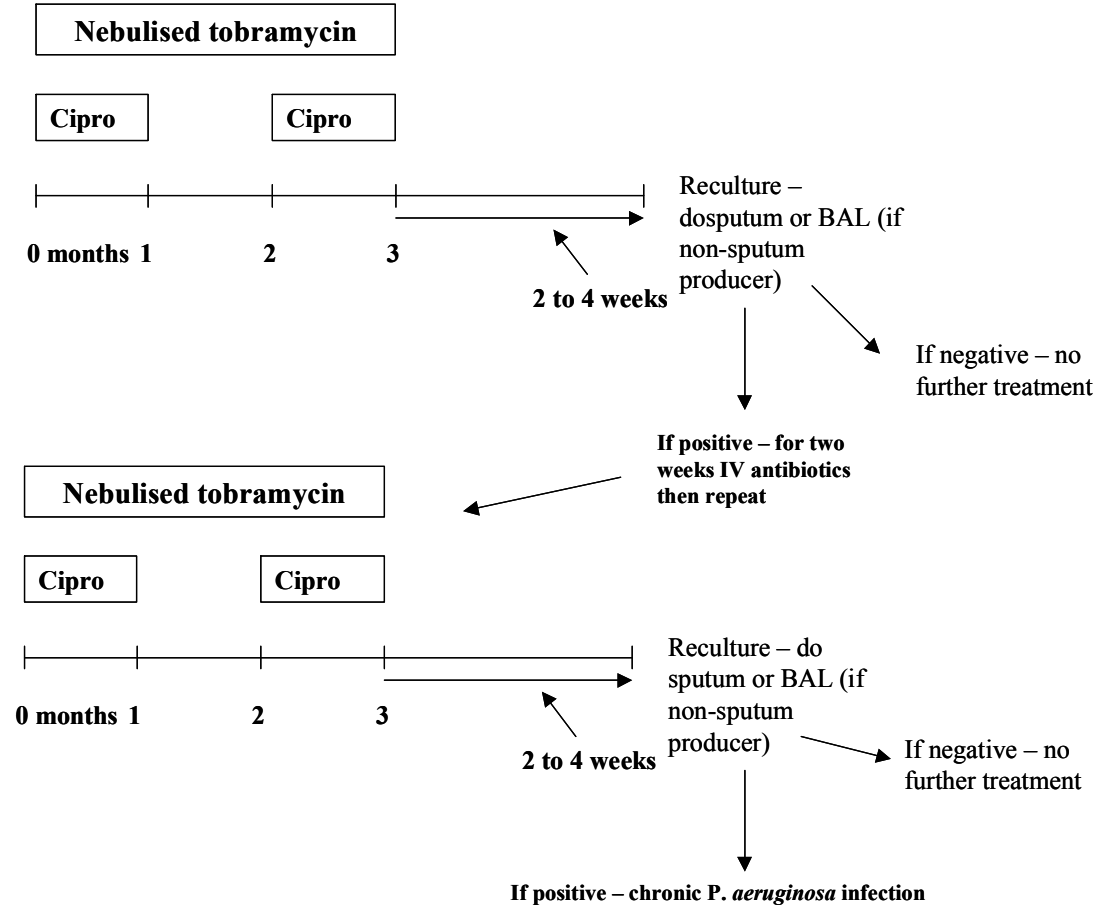 Nebulised tobramycin
Cipro
Cipro
0 months 1 2 3
2 to 4 weeks
Reculture –
dosputum or BAL (if
non-sputum
producer)
If negative – no
further treatment
If positive – for two
weeks IV antibiotics
then repeat
Nebulised tobramycin
Cipro
Cipro
0 months 1 2 3
2 to 4 weeks
Reculture – do
sputum or BAL (if
non-sputum
producer)
If negative – no
further treatment
If positive – chronic P. aeruginosa infection